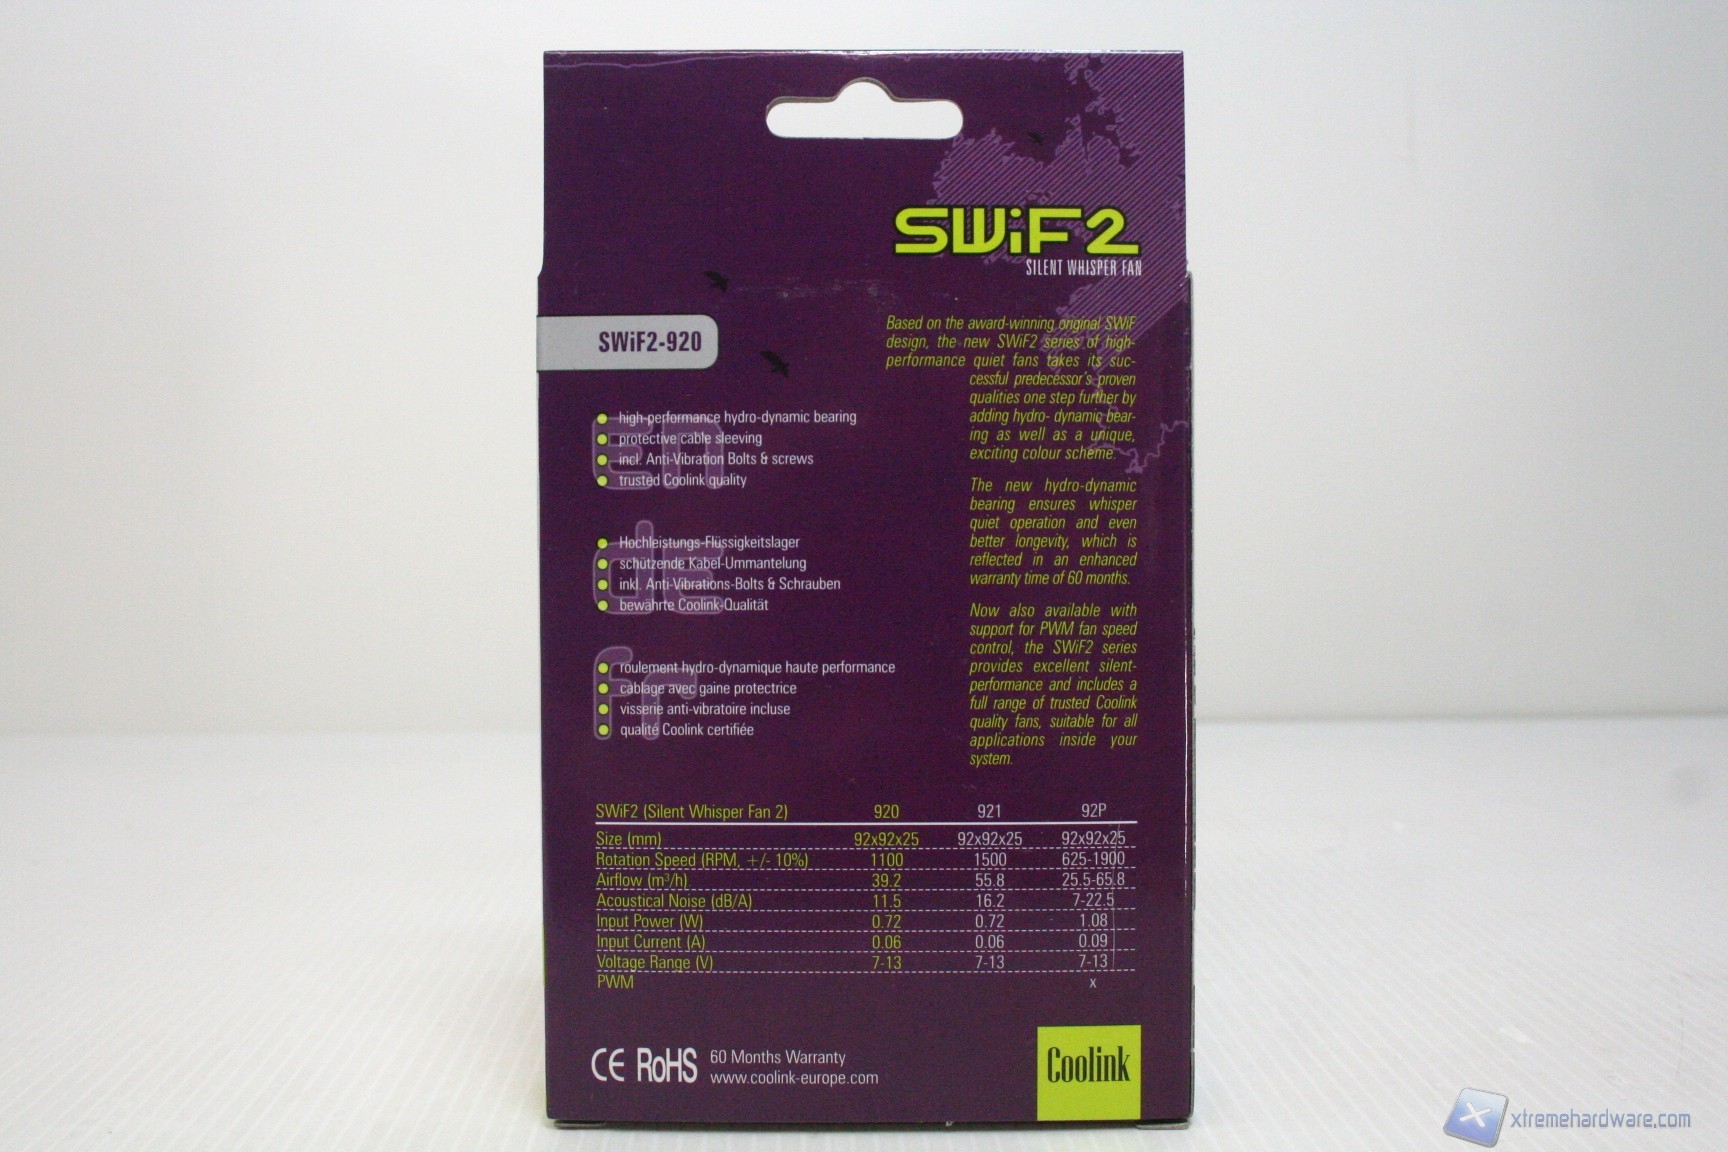 SWiF2
SILENT WHISPER FAN
SWiF2-920
Based on the award-winning original SWiF
design, the new SWiF2 series of high-
performance quiet fans takes its suc-
cessful predecessor's proven
qualities one step further by
adding hydro- dynamic bear-
ing as well as a unique,
exciting colour scheme.
The new hydro-dynamic
bearing ensures whisper
quiet operation and even
better longevity, which is
reflected in an enhanced
warranty time of 60 months.
Now also available with
support for PWM fan speed
control, the SWiF2 series
provides excellent silent-
performance and includes a
full range of trusted Coolink
quality fans, suitable for all
applications inside your
system.
en
high-performance hydro-dynamic bearing
protective cable sleeving
incl. Anti-Vibration Bolts & screws
trusted Coolink quality
de
Hochleistungs-Flüssigkeitslager
schützende Kabel-Ummantelung
inkl. Anti-Vibrations-Bolts & Schrauben
bewährte Coolink-Qualität
fr
roulement hydro-dynamique haute performance
cablage avec gaine protectrice
visserie anti-vibratoire incluse
qualité Coolink certifiée
SWiF2 (Silent Whisper Fan 2) 920 921 92P
Size (mm) 92x92x25 92x92x25 92x92x25
Rotation Speed (RPM, +/- 10%) 1100 1500 625-1900
Airflow (m³/h) 39.2 55.8 25.5-65.8
Acoustical Noise (dB/A) 11.5 16.2 7-22.5
Input Power (W) 0.72 0.72 1.08
Input Current (A) 0.06 0.06 0.09
Voltage Range (V) 7-13 7-13 7-13
PWM x
CE RoHS 60 Months Warranty
www.coolink-europe.com
Coolink
xtremehardware.com